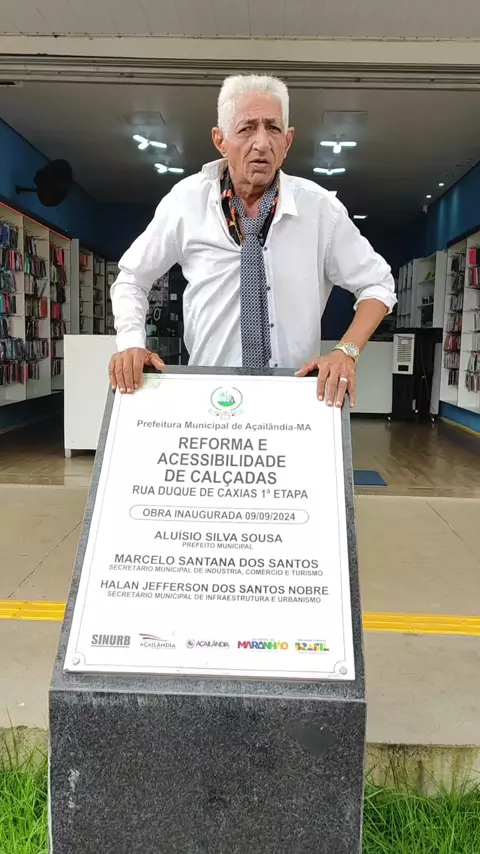 Prefeitura Municipal de Açailândia-MA
REFORMA E
ACESSIBILIDADE
DE CALÇADAS
RUA DUQUE DE CAXIAS 1ª ETAPA
OBRA INAUGURADA 09/09/2024
ALUÍSIO SILVA SOUSA
PREFEITO MUNICIPAL
MARCELO SANTANA DOS SANTOS
SECRETÁRIO MUNICIPAL DE INDÚSTRIA, COMÉRCIO E TURISMO
HALAN JEFFERSON DOS SANTOS NOBRE
SECRETÁRIO MUNICIPAL DE INFRAESTRUTURA E URBANISMO
SINURB AÇAILÂNDIA AÇAILÂNDIA MARANHÃO BRASIL